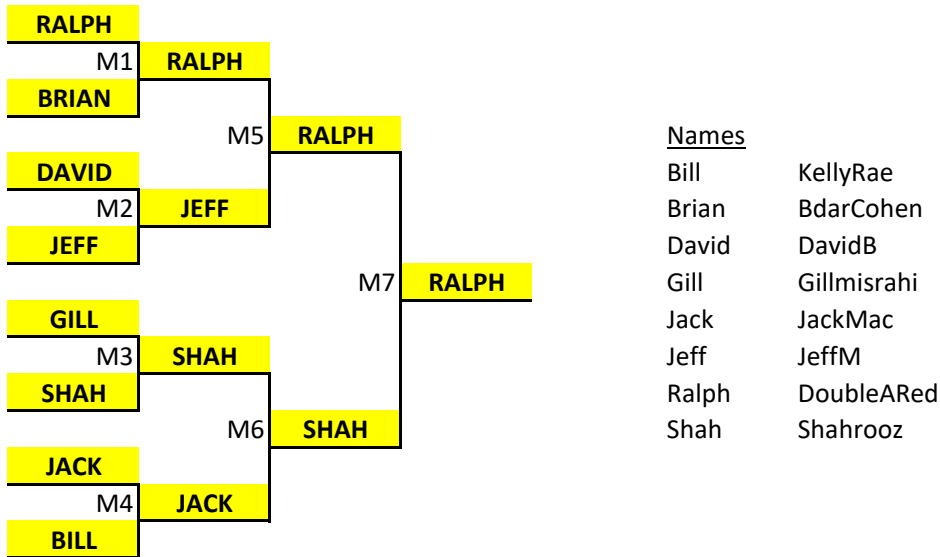 RALPH
M1 RALPH
BRIAN
M5 RALPH
DAVID
M2 JEFF
JEFF
M7 RALPH
GILL
M3 SHAH
SHAH
M6 SHAH
JACK
M4 JACK
BILL
Names
Bill KellyRae
Brian BdarCohen
David DavidB
Gill Gillmisrahi
Jack JackMac
Jeff JeffM
Ralph DoubleARed
Shah Shahrooz